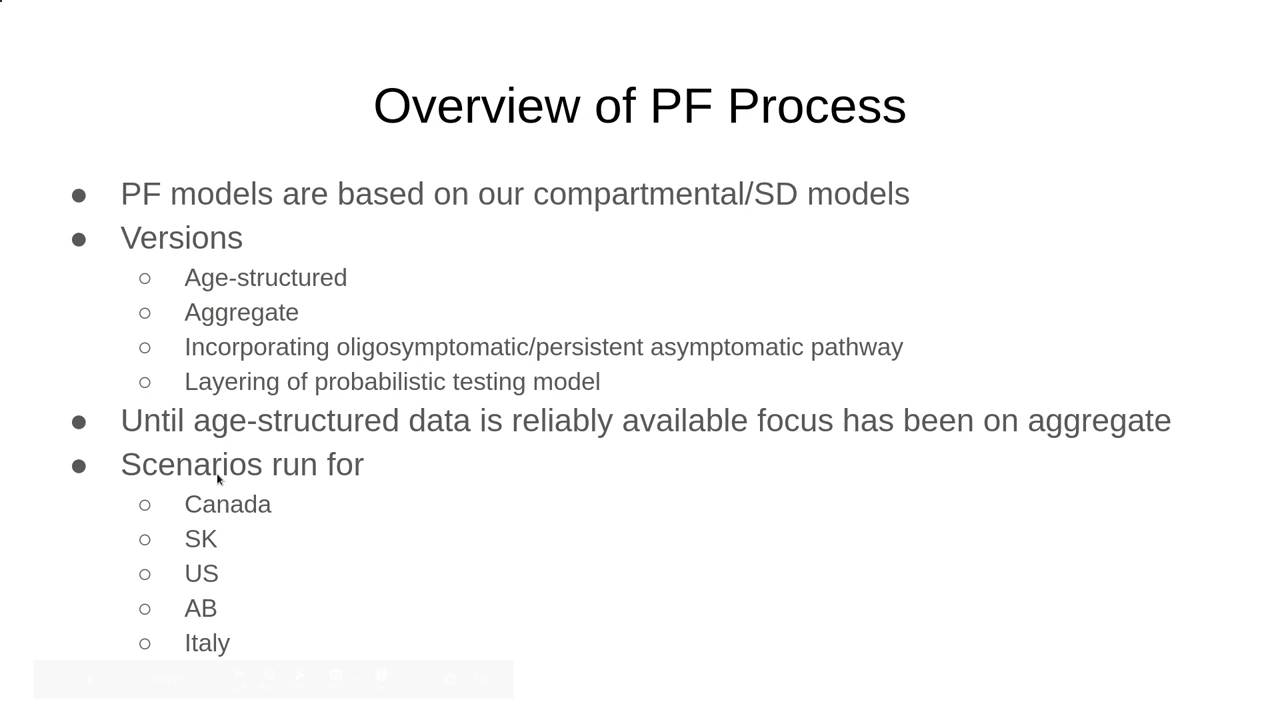 Overview of PF Process
● PF models are based on our compartmental/SD models
● Versions
○ Age-structured
○ Aggregate
○ Incorporating oligosymptomatic/persistent asymptomatic pathway
○ Layering of probabilistic testing model
● Until age-structured data is reliably available focus has been on aggregate
● Scenarios run for
○ Canada
○ SK
○ US
○ AB
○ Italy